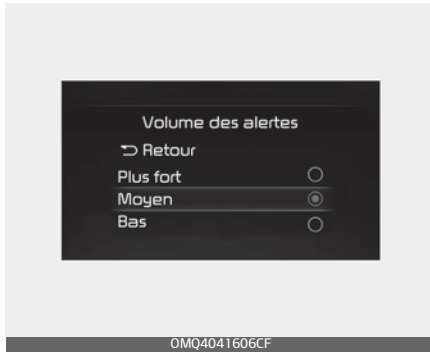 Volume des alertes
Retour
Plus fort
Moyen
Bas
OMQ4041606CF